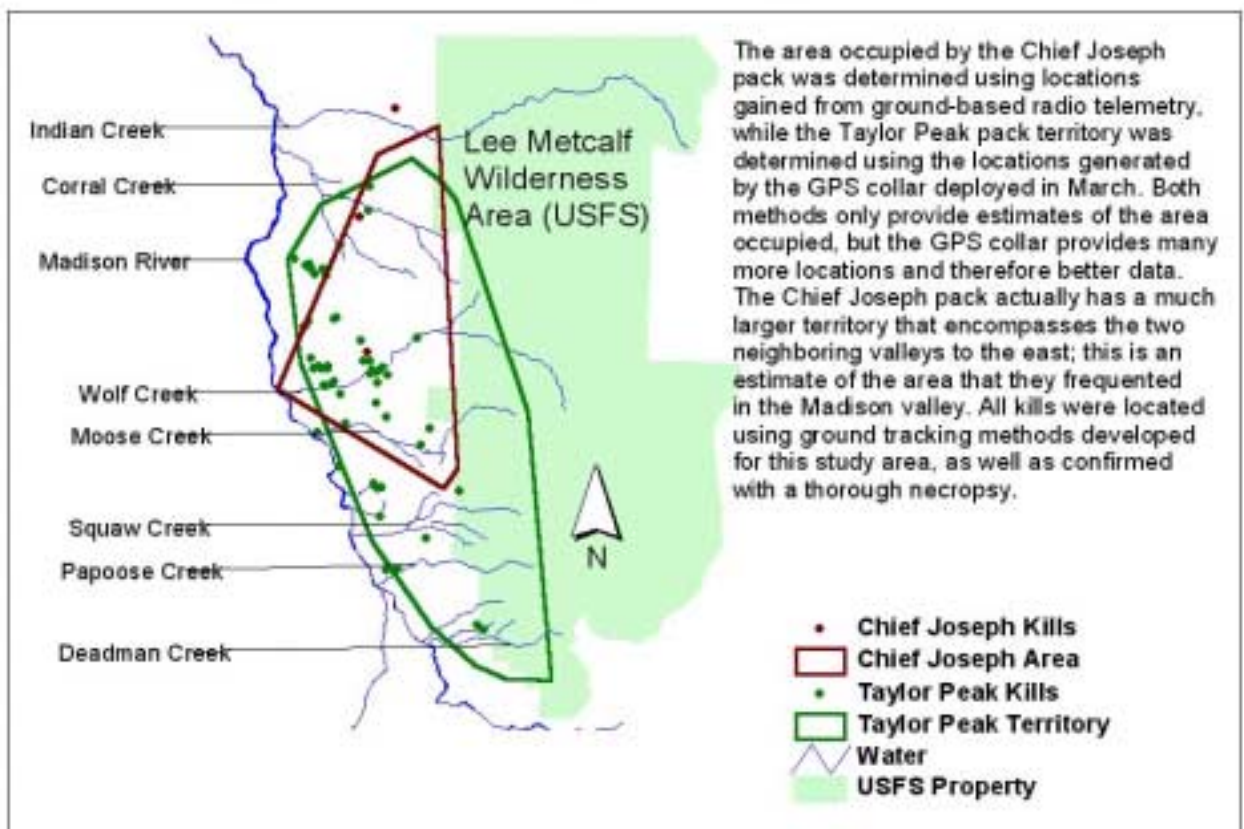 Indian Creek
Corral Creek
Madison River
Wolf Creek
Moose Creek
Squaw Creek
Papoose Creek
Deadman Creek
Lee Metcalf
Wilderness
Area (USFS)
N
The area occupied by the Chief Joseph
pack was determined using locations
gained from ground-based radio telemetry,
while the Taylor Peak pack territory was
determined using the locations generated
by the GPS collar deployed in March. Both
methods only provide estimates of the area
occupied, but the GPS collar provides many
more locations and therefore better data.
The Chief Joseph pack actually has a much
larger territory that encompasses the two
neighboring valleys to the east; this is an
estimate of the area that they frequented
in the Madison valley. All kills were located
using ground tracking methods developed
for this study area, as well as confirmed
with a thorough necropsy.
Chief Joseph Kills
Chief Joseph Area
Taylor Peak Kills
Taylor Peak Territory
Water
USFS Property